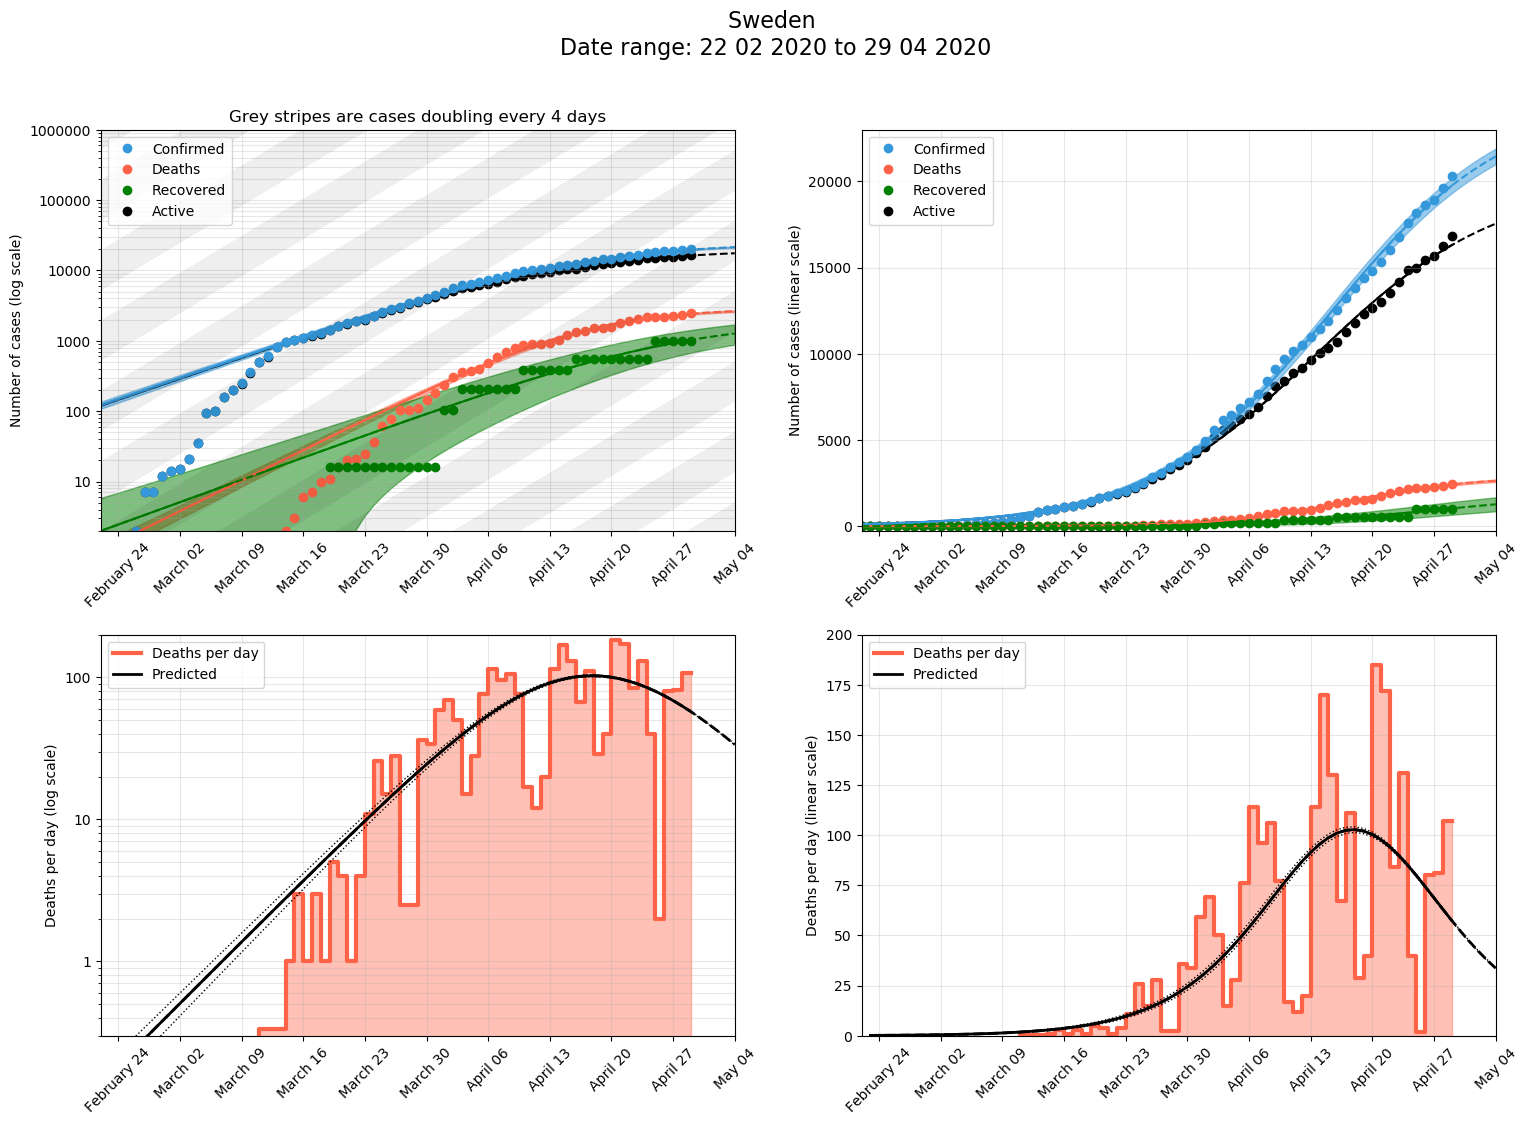 Sweden
Date range: 22 02 2020 to 29 04 2020
Grey stripes are cases doubling every 4 days
Number of cases (log scale)
1000000
100000
10000
1000
100
10
Confirmed
Deaths
Recovered
Active
February 24
March 02
March 09
March 16
March 23
March 30
April 06
April 13
April 20
April 27
May 04
Number of cases (linear scale)
20000
15000
10000
5000
0
Confirmed
Deaths
Recovered
Active
February 24
March 02
March 09
March 16
March 23
March 30
April 06
April 13
April 20
April 27
May 04
Deaths per day (log scale)
100
10
1
Deaths per day
Predicted
February 24
March 02
March 09
March 16
March 23
March 30
April 06
April 13
April 20
April 27
May 04
Deaths per day (linear scale)
200
175
150
125
100
75
50
25
0
Deaths per day
Predicted
February 24
March 02
March 09
March 16
March 23
March 30
April 06
April 13
April 20
April 27
May 04